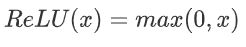 ReLU(x) = max(0, x)